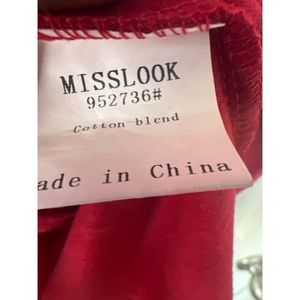 MISSLOOK
952736#
Cotton blend
ade in China